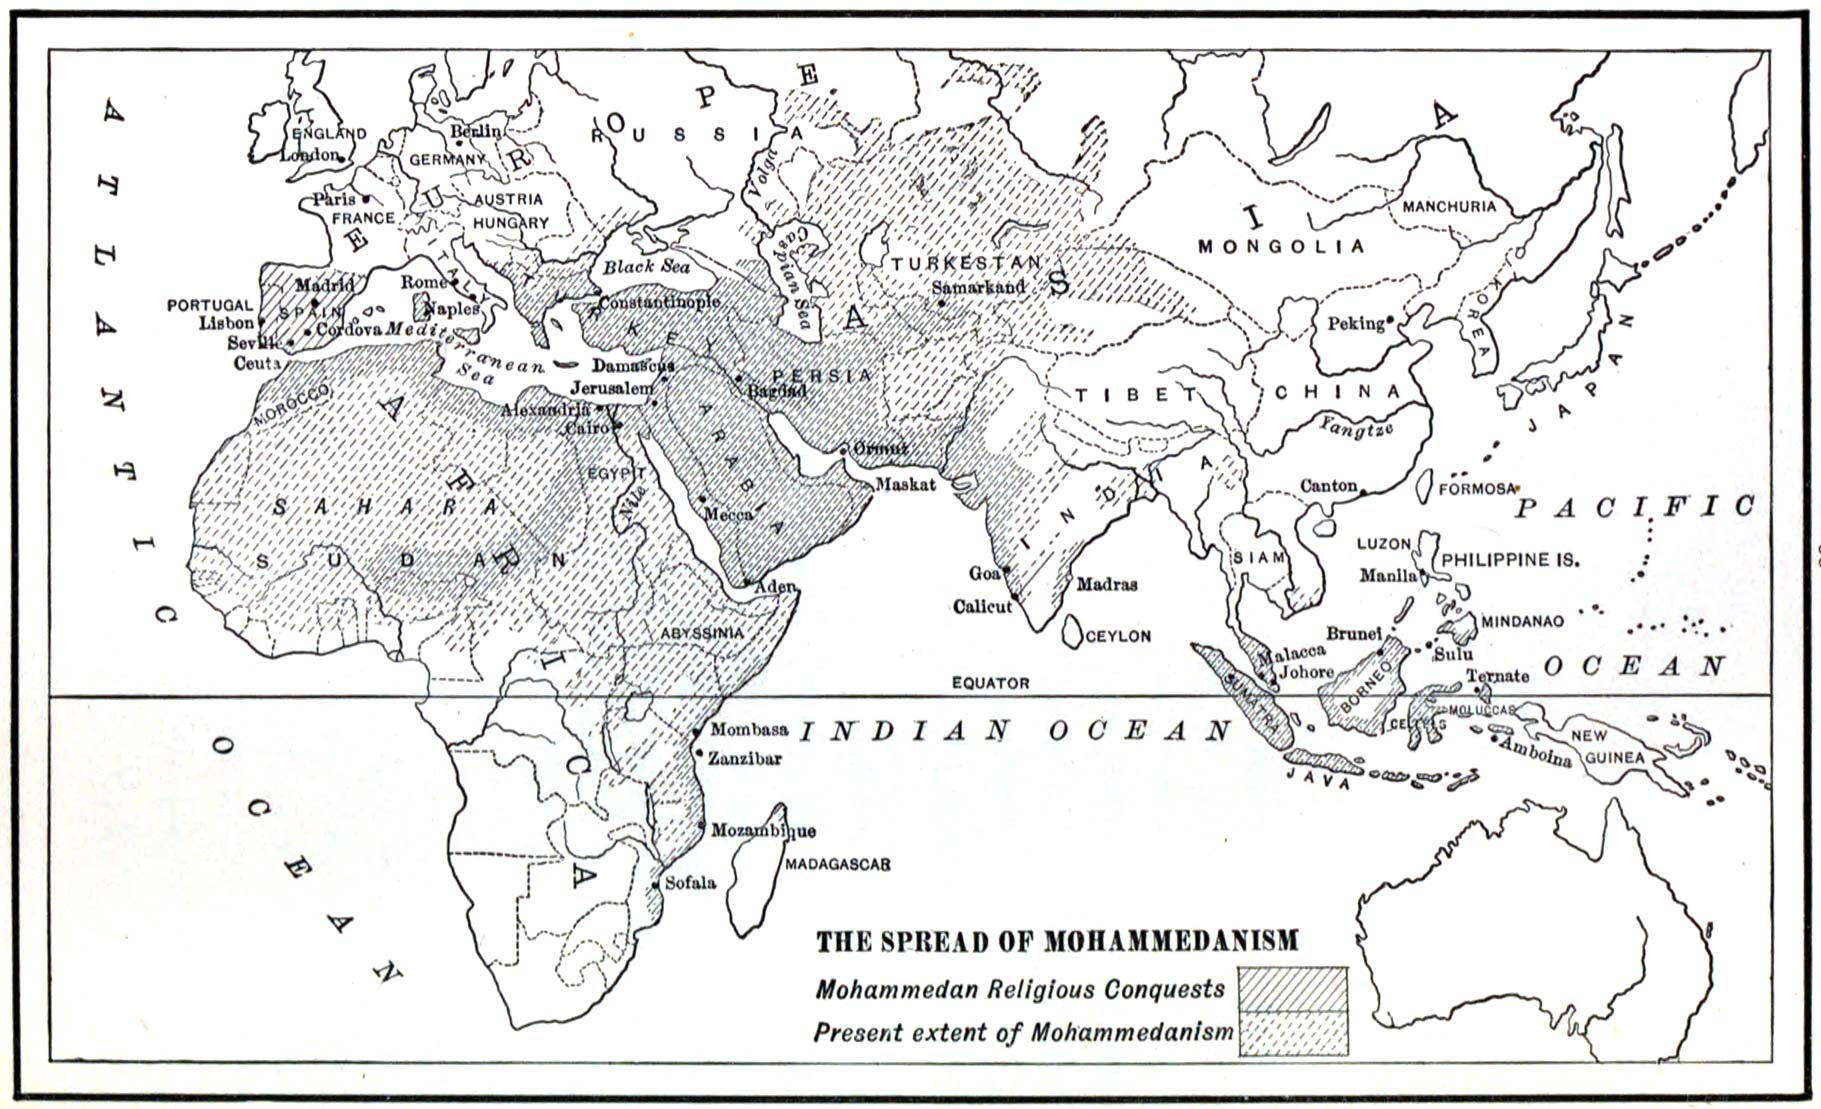 ATLANTIC OCEAN
EUROPE
ASIA
AFRICA
ENGLAND
London
Berlin
GERMANY
Paris
FRANCE
AUSTRIA
HUNGARY
ROUSSIA
Volga
ITALY
Rome
Naples
Madrid
SPAIN
PORTUGAL
Lisbon
Cordova
Sevill
Ceuta
Mediterranean
Sea
Black Sea
Constantinople
Caspian Sea
TURKESTAN
Samarkand
MONGOLIA
MANCHURIA
Peking
KOREA
JAPAN
TIBET
CHINA
Yangtze
Canton
FORMOSA
PACIFIC
OCEAN
Damascus
Jerusalem
PERSIA
Bagdad
Alexandria
Cairo
EGYPT
Nile
ARABIA
Mecca
Aden
Ormuz
Maskat
MOROCCO
SAHARA
SUDAN
ABYSSINIA
INDIA
Goa
Calicut
Madras
CEYLON
SIAM
LUZON
Manila
PHILIPPINE IS.
MINDANAO
Brunei
Sulu
Malacca
Johore
SUMATRA
BORNEO
Ternate
MOLUCCAS
CELEBES
Amboina
NEW
GUINEA
JAVA
EQUATOR
INDIAN OCEAN
Mombasa
Zanzibar
Mozambique
MADAGASCAR
Sofala
THE SPREAD OF MOHAMMEDANISM
Mohammedan Religious Conquests
Present extent of Mohammedanism